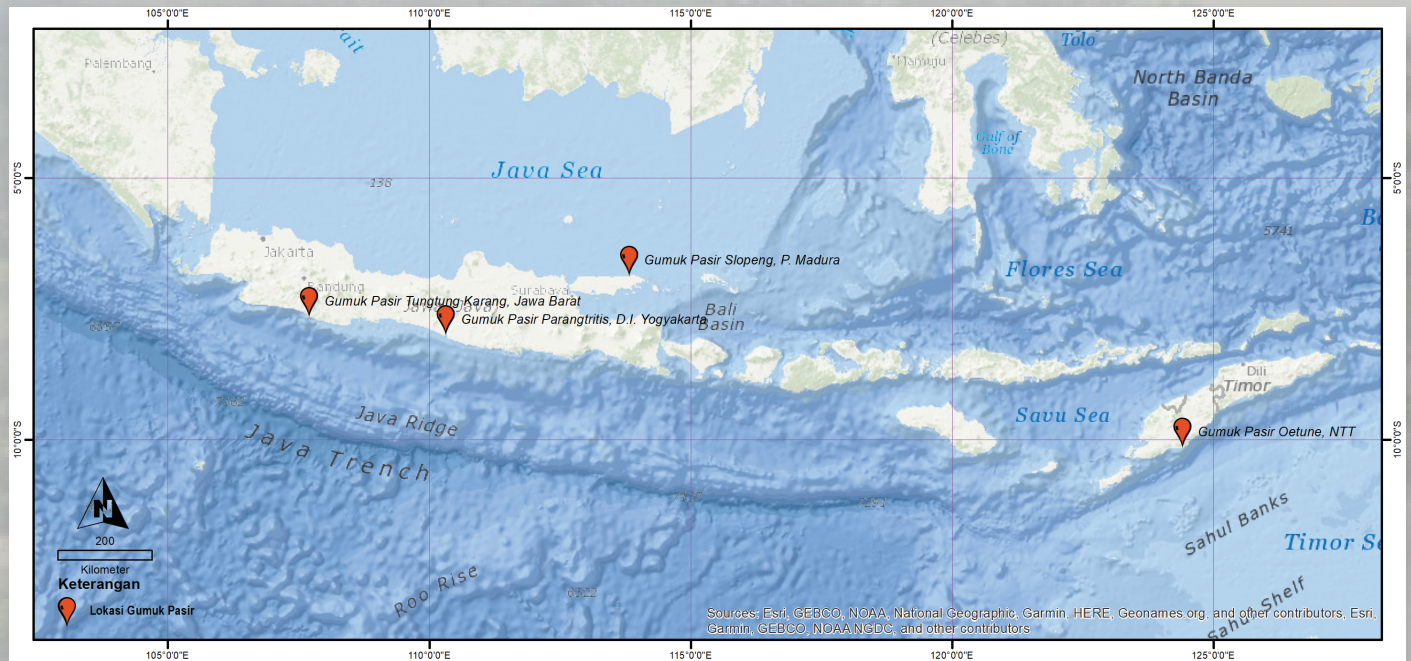 105°0'0"E
110°0'0"E
115°0'0"E
120°0'0"E
125°0'0"E
ait
(Celebes)
Tolo
Palembang
Mamuju
North Banda
Basin
Gulf of
Bone
5°0'0"S
Java Sea
5°0'0"S
138
5741
Jakarta
Gumuk Pasir Slopeng, P. Madura
Flores Sea
Bandung
Surabaya
Gumuk Pasir Tungtung Karang, Jawa Barat
Bali
Basin
Gumuk Pasir Parangtritis, D.I. Yogyakarta
Dili
Timor
Java Ridge
Savu Sea
Gumuk Pasir Oetune, NTT
10°0'0"S
Java Trench
10°0'0"S
N
200
Kilometer
Keterangan
Lokasi Gumuk Pasir
Roo Rise
Sahul Banks
Timor Se
Sahul Shelf
Sources: Esri, GEBCO, NOAA, National Geographic, Garmin, HERE, Geonames.org, and other contributors, Esri,
Garmin, GEBCO, NOAA NGDC, and other contributors
105°0'0"E
110°0'0"E
115°0'0"E
120°0'0"E
125°0'0"E